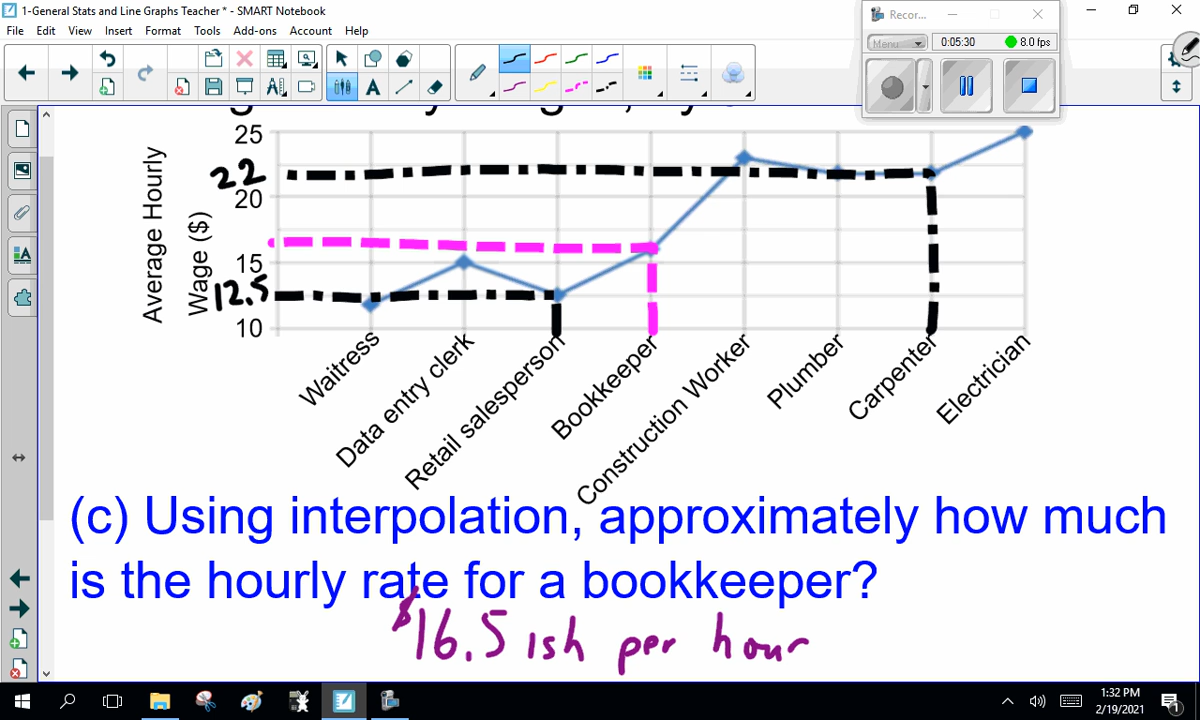 1-General Stats and Line Graphs Teacher * - SMART Notebook
File Edit View Insert Format Tools Add-ons Account Help
Recor...
Menu 0:05:30 8.0 fps
25
22
20
15
12.5
10
Average Hourly
Wage ($)
Waitress
Data entry clerk
Retail salesperson
Bookkeeper
Construction Worker
Plumber
Carpenter
Electrician
(c) Using interpolation, approximately how much
is the hourly rate for a bookkeeper?
$16.5 ish per hour
1:32 PM
2/19/2021
1